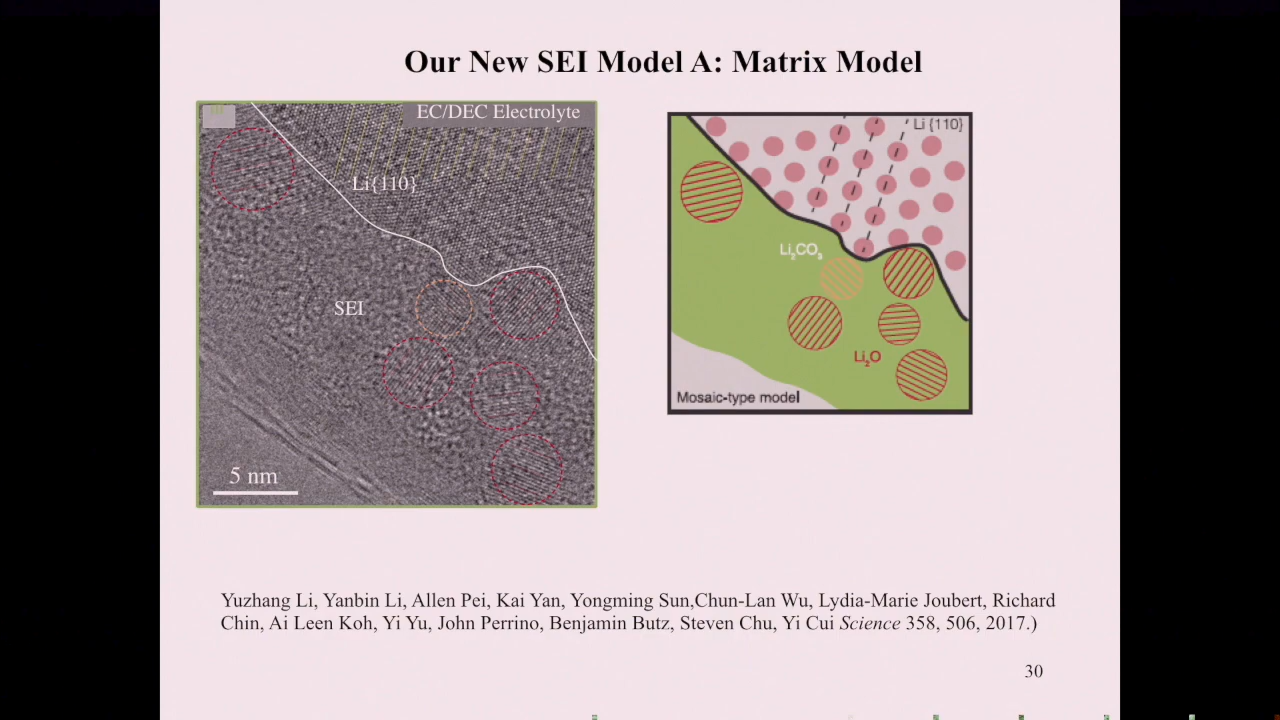 Our New SEI Model A: Matrix Model
EC/DEC Electrolyte
Li{110}
SEI
5 nm
Li {110}
Li₂CO₃
Li₂O
Mosaic-type model
Yuzhang Li, Yanbin Li, Allen Pei, Kai Yan, Yongming Sun,Chun-Lan Wu, Lydia-Marie Joubert, Richard
Chin, Ai Leen Koh, Yi Yu, John Perrino, Benjamin Butz, Steven Chu, Yi Cui Science 358, 506, 2017.)
30